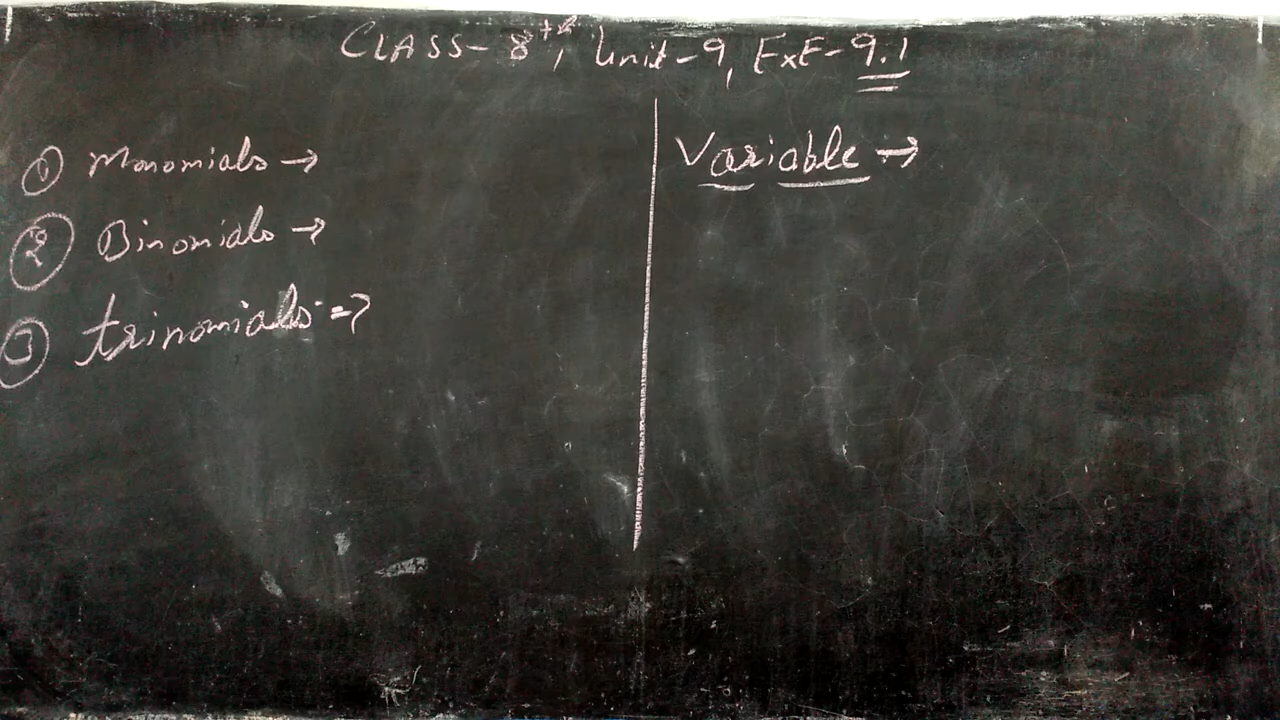 CLASS- 8th, Unit-9, ExE-9.1
① Monomials →
② Binomials →
③ trinomials =>
Variable →